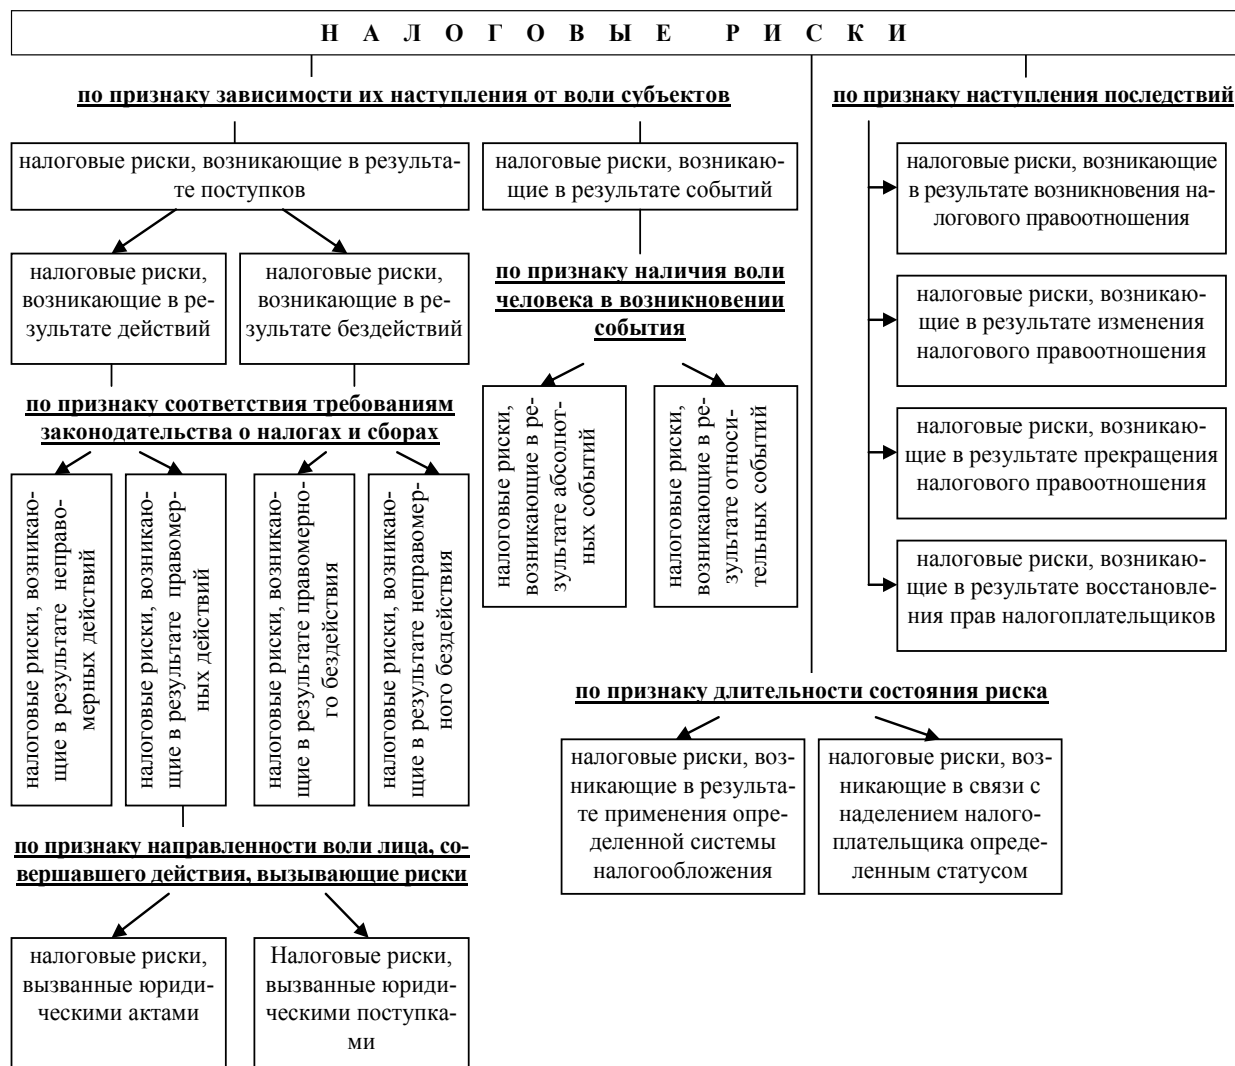 Н А Л О Г О В Ы Е Р И С К И
по признаку зависимости их наступления от воли субъектов
налоговые риски, возникающие в результа-
те поступков
налоговые риски, возникаю-
щие в результате событий
налоговые риски,
возникающие в ре-
зультате действий
налоговые риски,
возникающие в ре-
зультате бездействий
по признаку соответствия требованиям
законодательства о налогах и сборах
налоговые риски, возникаю-
щие в результате неправо-
мерных действий
налоговые риски, возникаю-
щие в результате правомер-
ных действий
налоговые риски, возникаю-
щие в результате правомерно-
го бездействия
налоговые риски, возникаю-
щие в результате неправомер-
ного бездействия
по признаку направленности воли лица, со-
вершавшего действия, вызывающие риски
налоговые риски,
вызванные юриди-
ческими актами
Налоговые риски,
вызванные юриди-
ческими поступка-
ми
по признаку наличия воли
человека в возникновении
события
налоговые риски,
возникающие в ре-
зультате абсолют-
ных событий
налоговые риски,
возникающие в ре-
зультате относи-
тельных событий
по признаку длительности состояния риска
налоговые риски, воз-
никающие в результа-
те применения опре-
деленной системы
налогообложения
налоговые риски, воз-
никающие в связи с
наделением налого-
плательщика опреде-
ленным статусом
по признаку наступления последствий
налоговые риски, возникающие
в результате возникновения на-
логового правоотношения
налоговые риски, возникаю-
щие в результате изменения
налогового правоотношения
налоговые риски, возникаю-
щие в результате прекращения
налогового правоотношения
налоговые риски, возникаю-
щие в результате восстановле-
ния прав налогоплательщиков